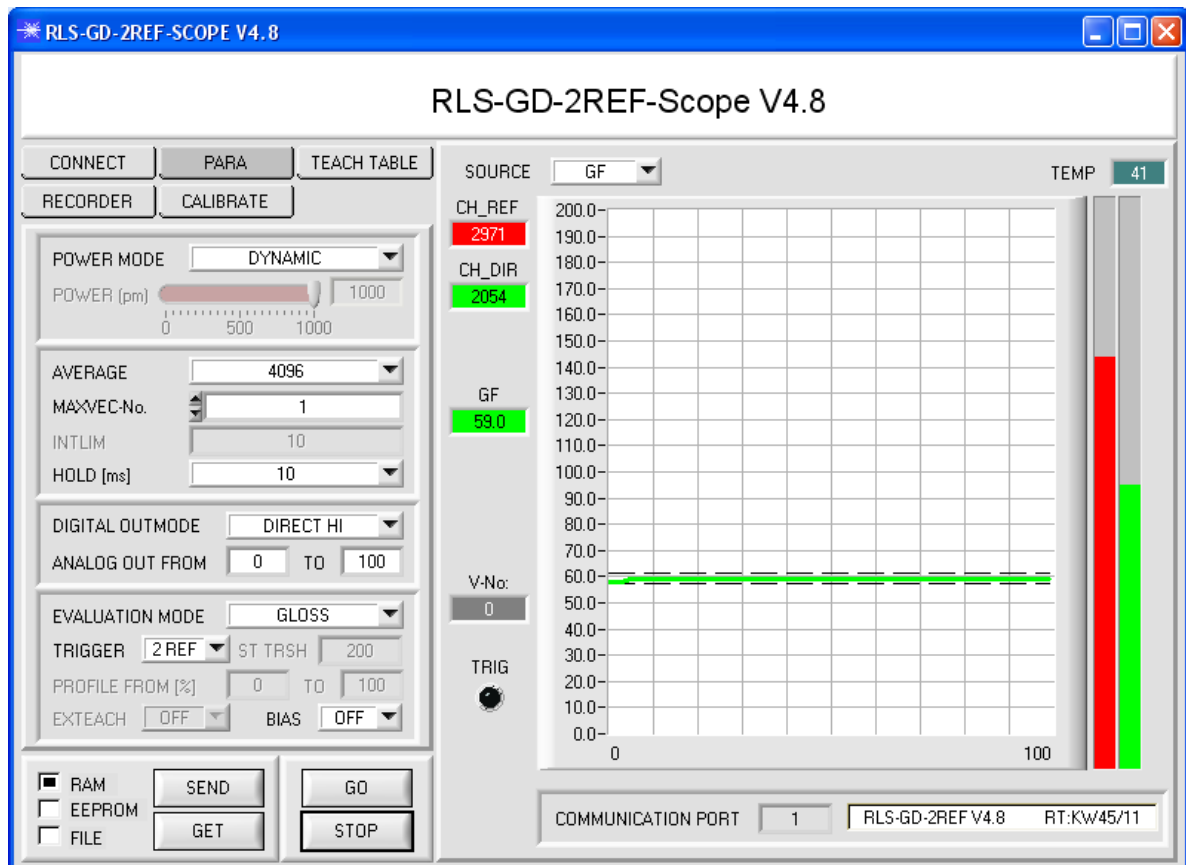 RLS-GD-2REF-SCOPE V4.8
RLS-GD-2REF-Scope V4.8
CONNECT PARA TEACH TABLE
RECORDER CALIBRATE
POWER MODE DYNAMIC
POWER (pm) 1000
0 500 1000
AVERAGE 4096
MAXVEC-No. 1
INTLIM 10
HOLD [ms] 10
DIGITAL OUTMODE DIRECT HI
ANALOG OUT FROM 0 TO 100
EVALUATION MODE GLOSS
TRIGGER 2 REF ST TRSH 200
PROFILE FROM [%] 0 TO 100
EXTEACH OFF BIAS OFF
RAM
EEPROM
FILE
SEND
GET
GO
STOP
SOURCE GF
TEMP 41
CH_REF
2971
CH_DIR
2054
GF
59.0
V-No:
0
TRIG
200.0
190.0
180.0
170.0
160.0
150.0
140.0
130.0
120.0
110.0
100.0
90.0
80.0
70.0
60.0
50.0
40.0
30.0
20.0
10.0
0.0
0 100
COMMUNICATION PORT 1 RLS-GD-2REF V4.8 RT:KW45/11